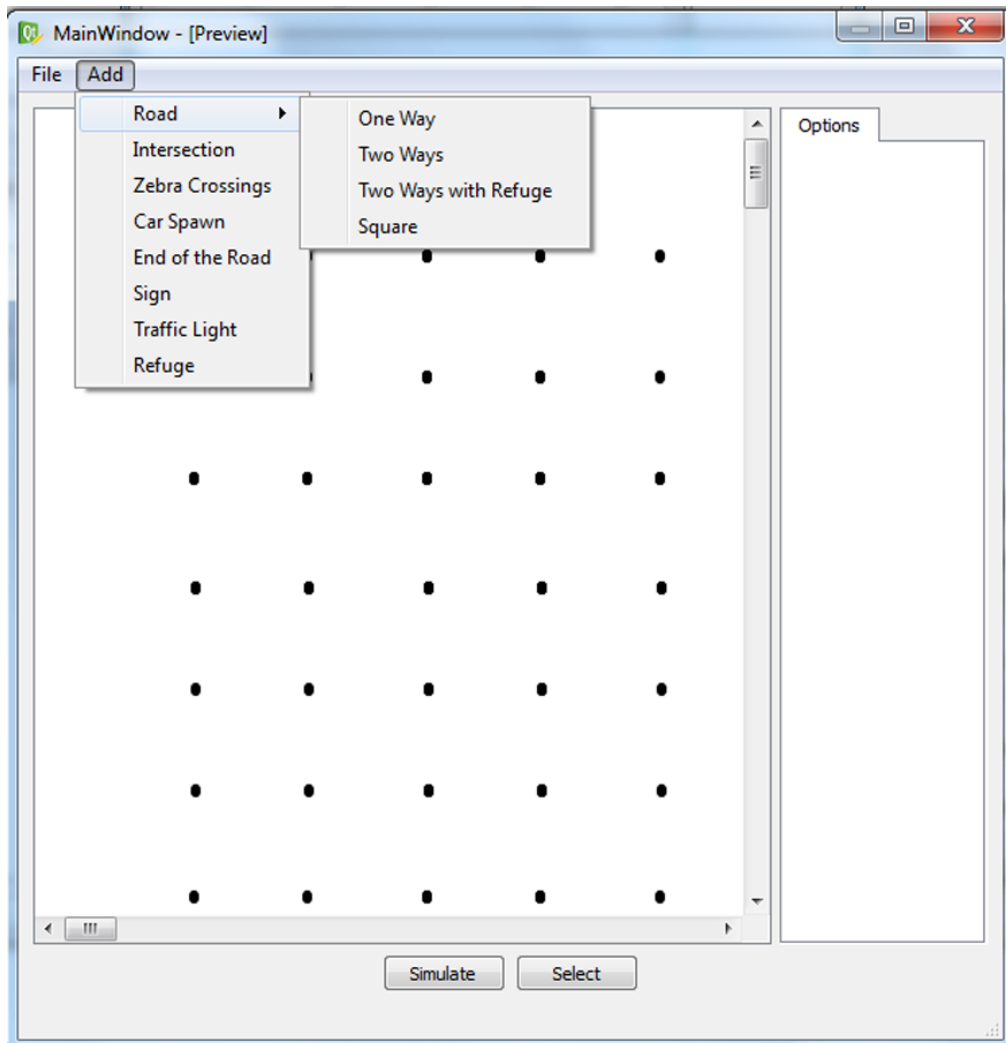 MainWindow - [Preview]
File Add
Road
Intersection
Zebra Crossings
Car Spawn
End of the Road
Sign
Traffic Light
Refuge
One Way
Two Ways
Two Ways with Refuge
Square
Options
Simulate Select